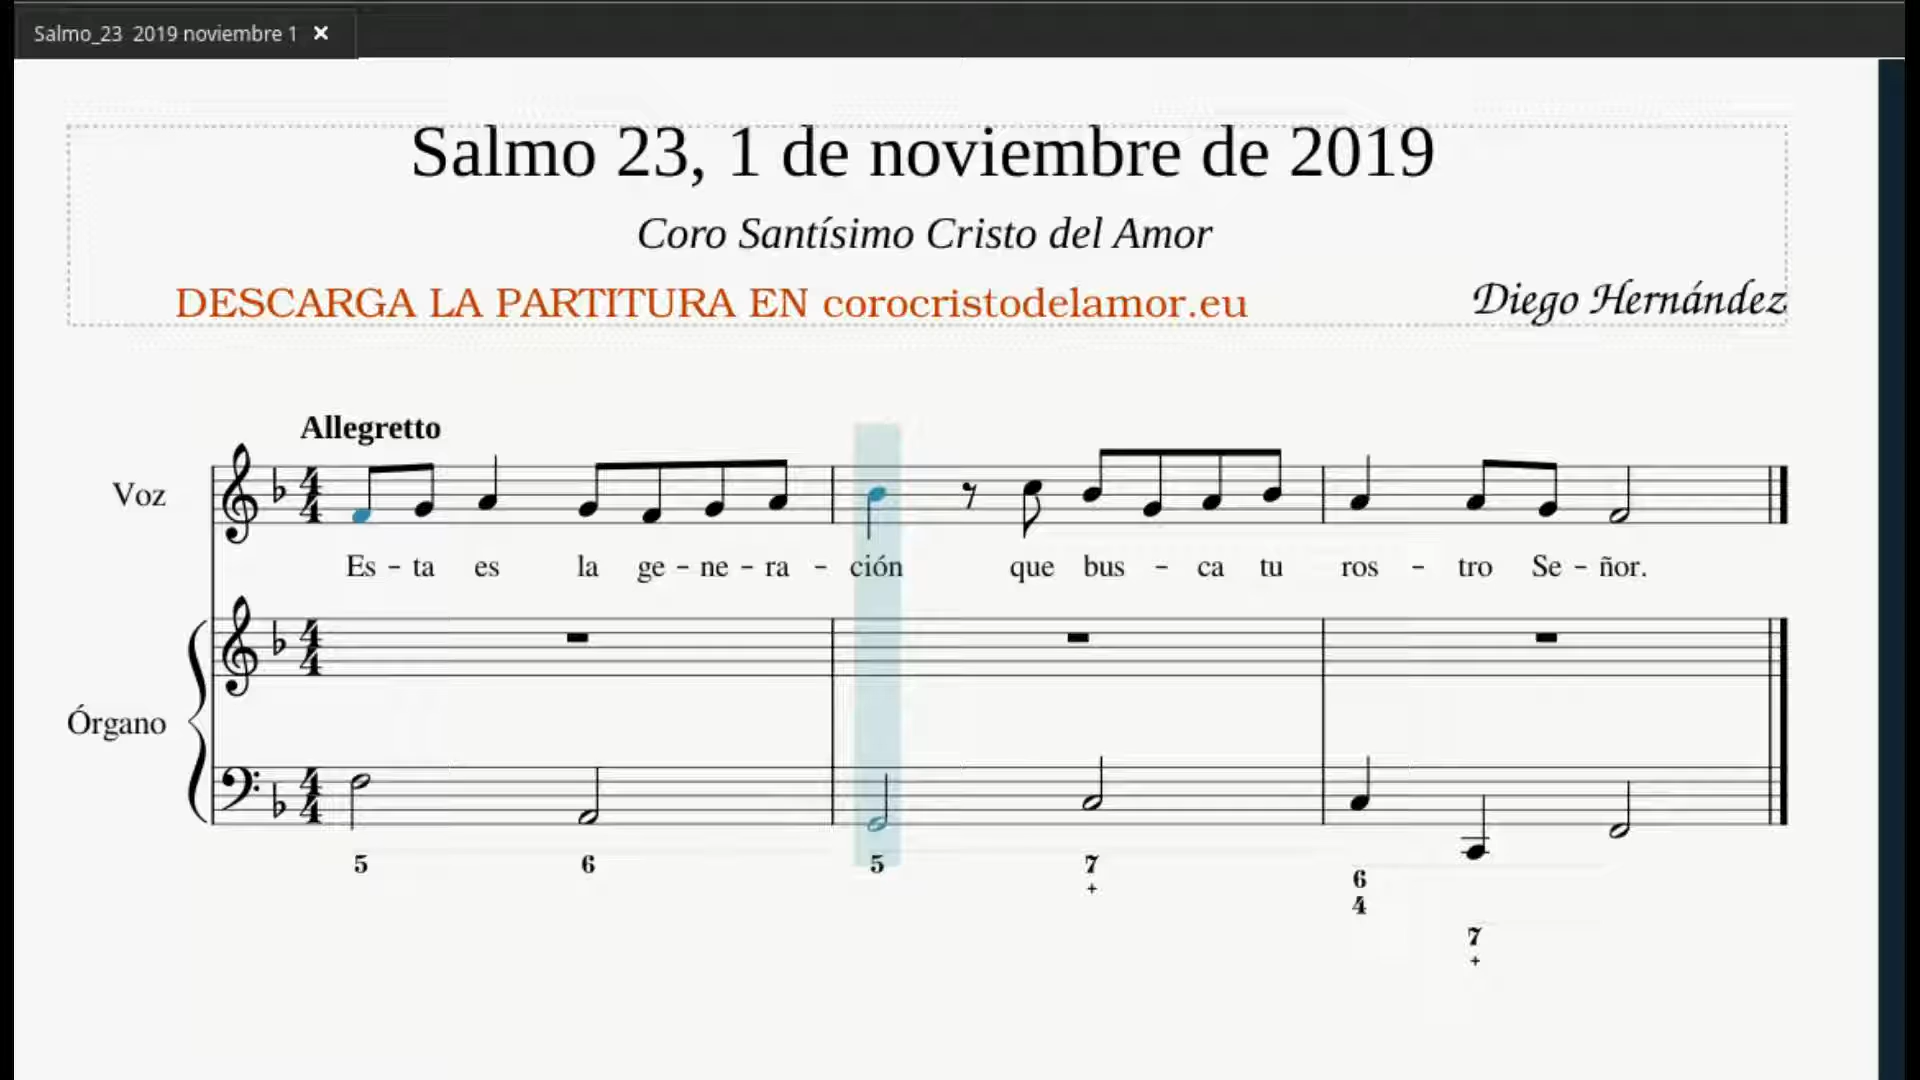 Salmo_23 2019 noviembre 1
Salmo 23, 1 de noviembre de 2019
Coro Santísimo Cristo del Amor
DESCARGA LA PARTITURA EN corocristodelamor.eu
Diego Hernández
Allegretto
Voz
Es - ta es la ge - ne - ra - ción que bus - ca tu ros - tro Se - ñor.
Órgano
5 6 5 7 6
+ 4
7
+